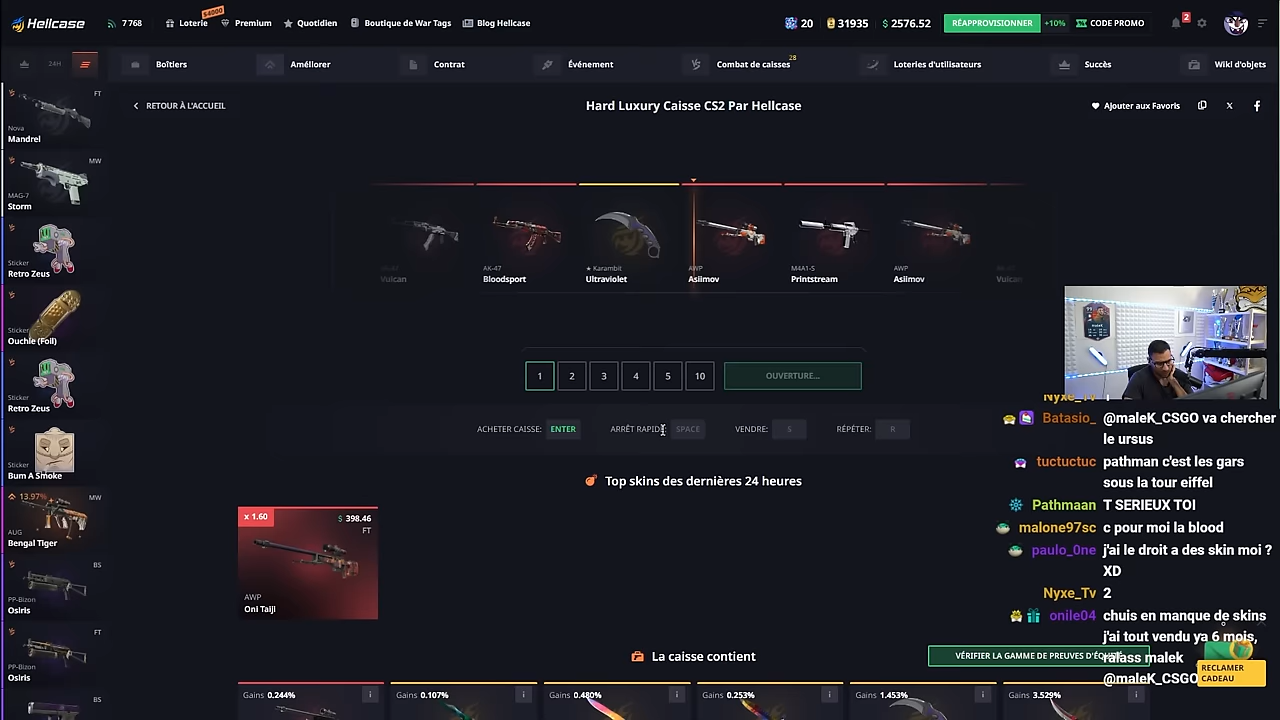 Hellcase
7 768
Loterie
$4000
Premium
Quotidien
Boutique de War Tags
Blog Hellcase
20
31935
$ 2576.52
RÉAPPROVISIONNER
+10%
CODE PROMO
2
24H
Boîtiers
Améliorer
Contrat
Événement
Combat de caisses
28
Loteries d'utilisateurs
Succès
Wiki d'objets
RETOUR À L'ACCUEIL
Hard Luxury Caisse CS2 Par Hellcase
Ajouter aux Favoris
FT
Nova
Mandrel
MW
MAG-7
Storm
Sticker
Retro Zeus
Sticker
Ouchie (Foil)
Sticker
Retro Zeus
Sticker
Bum A Smoke
13.97%
MW
AUG
Bengal Tiger
BS
PP-Bizon
Osiris
FT
PP-Bizon
Osiris
BS
Vulcan
AK-47
Bloodsport
★ Karambit
Ultraviolet
AWP
Asiimov
M4A1-S
Printstream
AWP
Asiimov
Vulcan
1
2
3
4
5
10
OUVERTURE...
ACHETER CAISSE:
ENTER
ARRÊT RAPIDE
SPACE
VENDRE:
S
RÉPÉTER:
R
Top skins des dernières 24 heures
x 1.60
$ 398.46
FT
AWP
Oni Taiji
La caisse contient
VÉRIFIER LA GAMME DE PREUVES
Gains 0.244%
Gains 0.107%
Gains 0.480%
Gains 0.253%
Gains 1.453%
Gains 3.529%
Nyxe_Tv 1
Batasio_ @maleK_CSGO va chercher
le ursus
tuctuctuc pathman c'est les gars
sous la tour eiffel
Pathmaan T SERIEUX TOI
malone97sc c pour moi la blood
paulo_0ne j'ai le droit a des skin moi ?
XD
Nyxe_Tv 2
onile04 chuis en manque de skins
j'ai tout vendu ya 6 mois,
ralass malek
@maleK_CSGO
RECLAMER
CADEAU